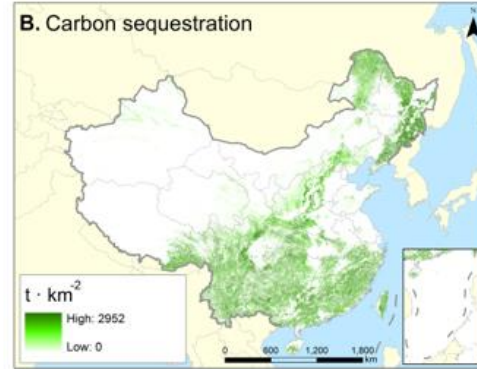 B. Carbon sequestration
N
t · km⁻²
High: 2952
Low: 0
0 600 1,200 1,800
km